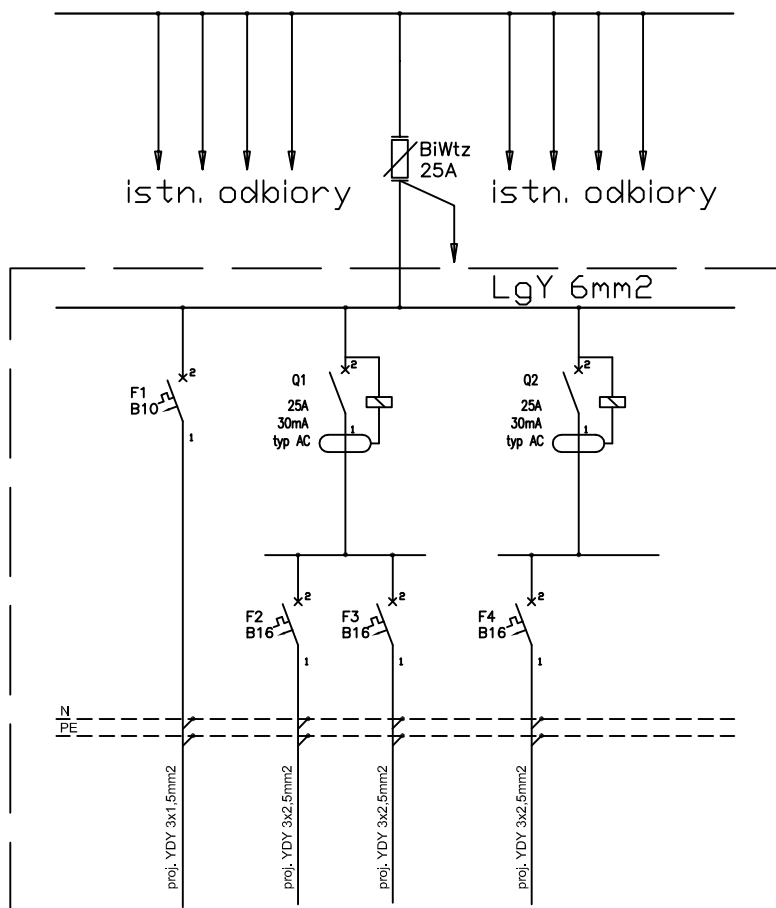 BiWtz
25A
istn. odbiory
istn. odbiory
LgY 6mm2
2
F1
B10
1
2
Q1
25A
30mA
typ AC
1
2
Q2
25A
30mA
typ AC
1
2
F2
B16
1
2
F3
B16
1
2
F4
B16
1
N
PE
proj. YDY 3x1,5mm2
proj. YDY 3x2,5mm2
proj. YDY 3x2,5mm2
proj. YDY 3x2,5mm2